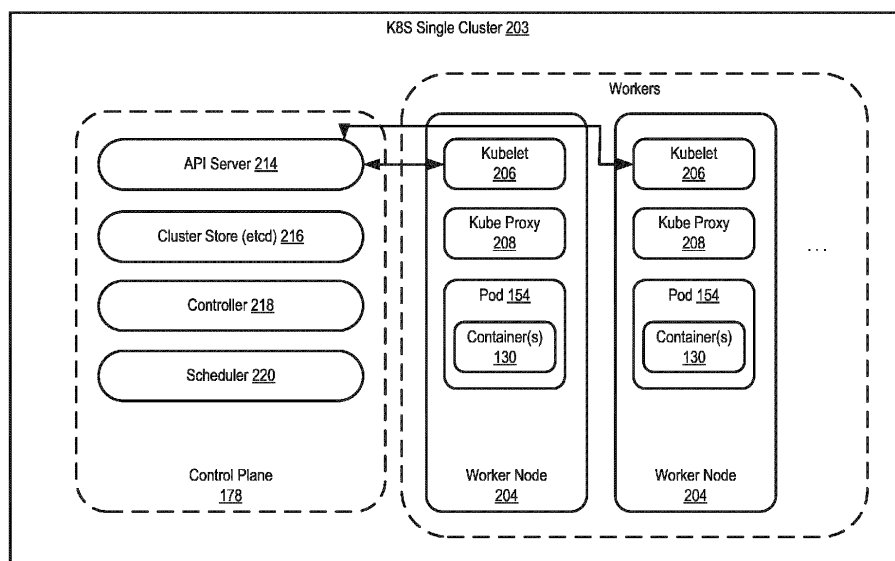 K8S Single Cluster 203
Workers
API Server 214
Cluster Store (etcd) 216
Controller 218
Scheduler 220
Control Plane
178
Kubelet
206
Kube Proxy
208
Pod 154
Container(s)
130
Worker Node
204
Kubelet
206
Kube Proxy
208
Pod 154
Container(s)
130
Worker Node
204
...